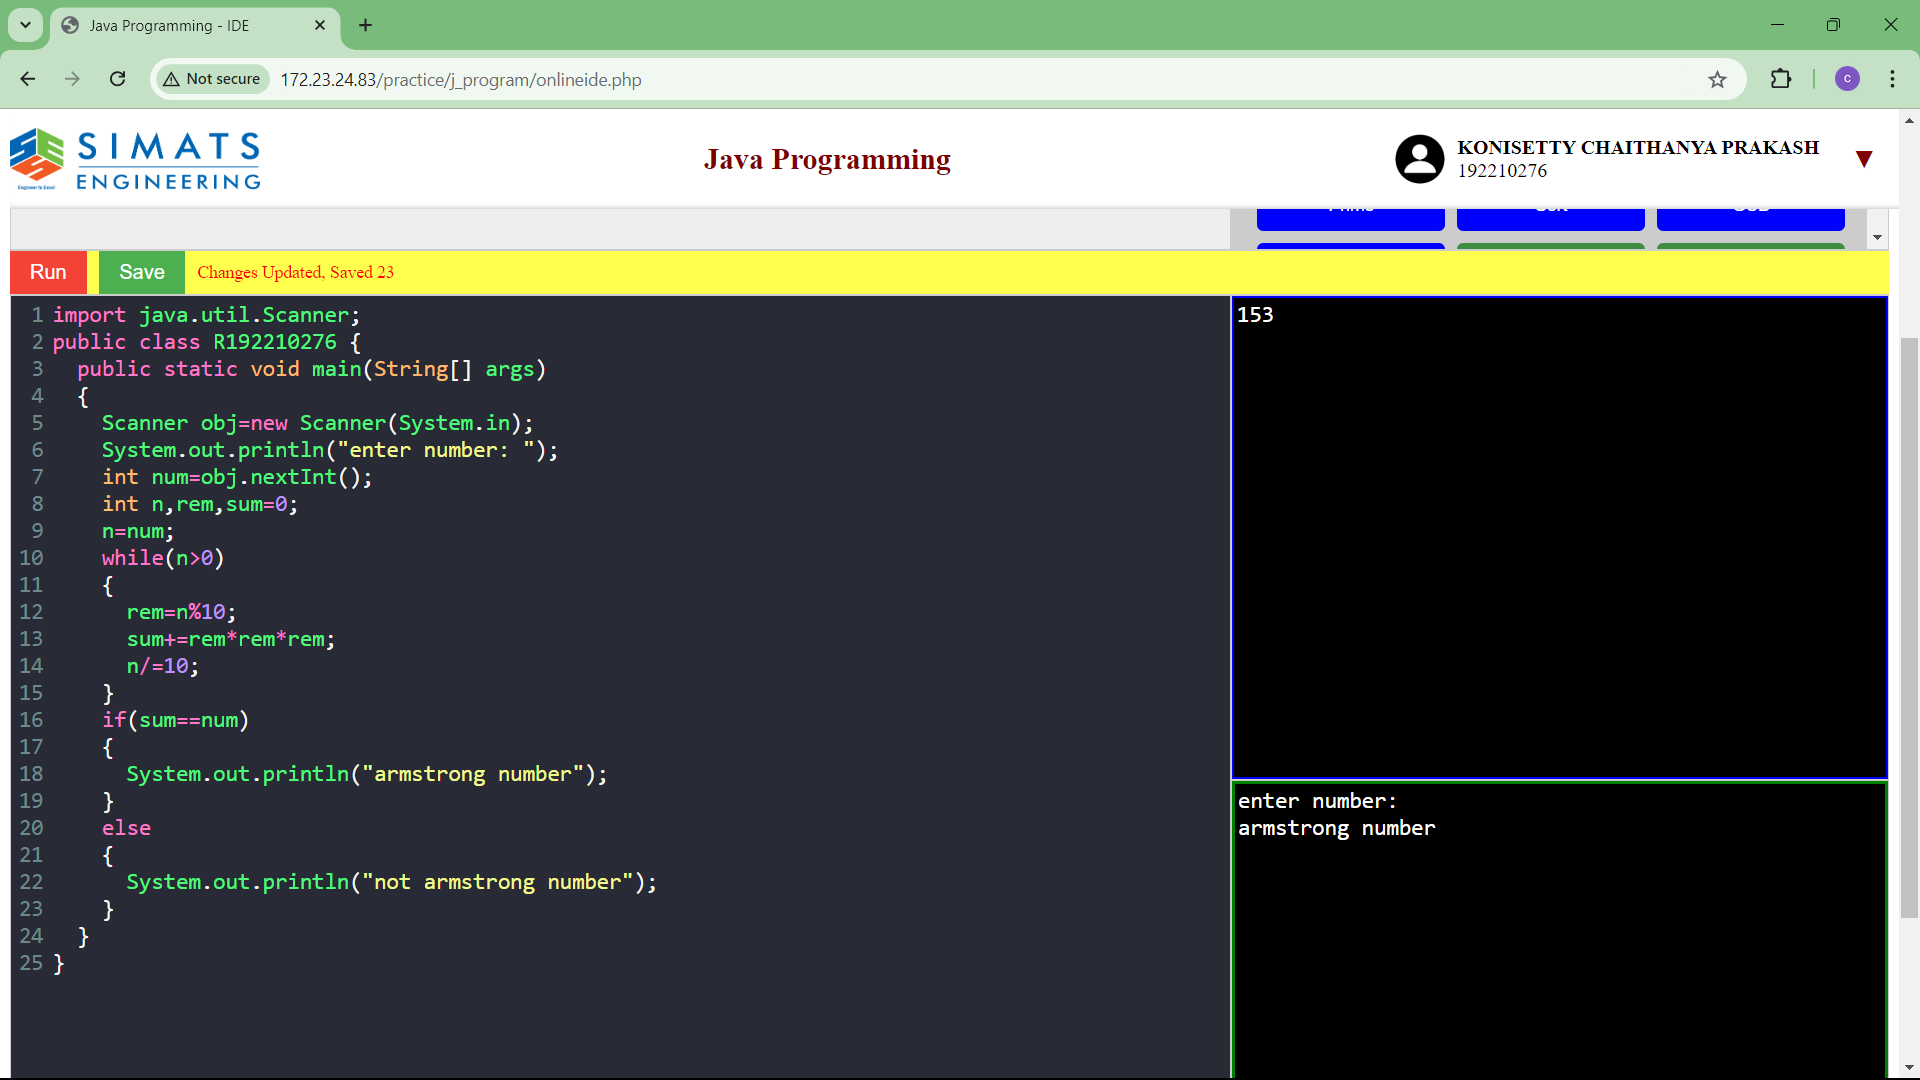 Java Programming - IDE
Not secure
172.23.24.83/practice/j_program/onlineide.php
C
SIMATS
ENGINEERING
Engineer to Excel
Java Programming
KONISETTY CHAITHANYA PRAKASH
192210276
Run
Save
Changes Updated, Saved 23
1 import java.util.Scanner;
2 public class R192210276 {
3   public static void main(String[] args)
4   {
5     Scanner obj=new Scanner(System.in);
6     System.out.println("enter number: ");
7     int num=obj.nextInt();
8     int n,rem,sum=0;
9     n=num;
10     while(n>0)
11     {
12       rem=n%10;
13       sum+=rem*rem*rem;
14       n/=10;
15     }
16     if(sum==num)
17     {
18       System.out.println("armstrong number");
19     }
20     else
21     {
22       System.out.println("not armstrong number");
23     }
24   }
25 }
153
enter number:
armstrong number